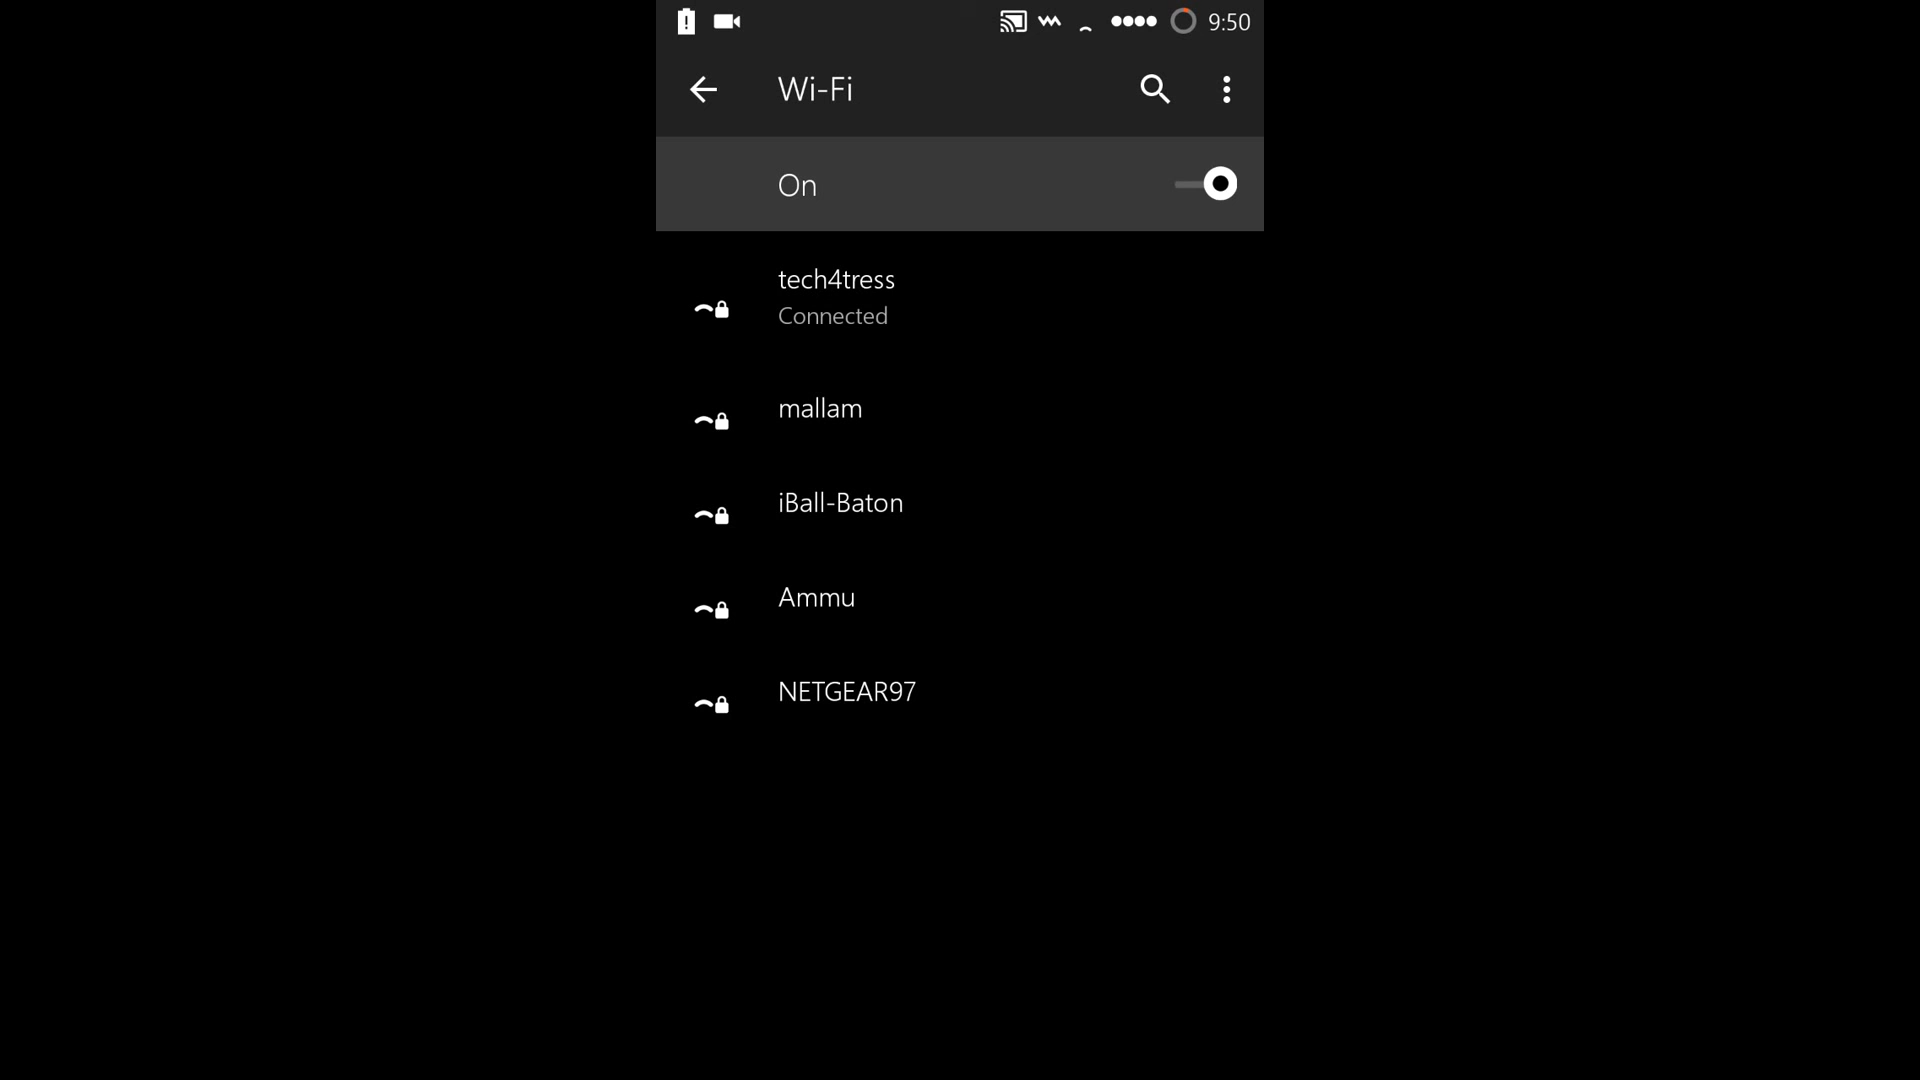 9:50
Wi-Fi
On
tech4tress
Connected
mallam
iBall-Baton
Ammu
NETGEAR97